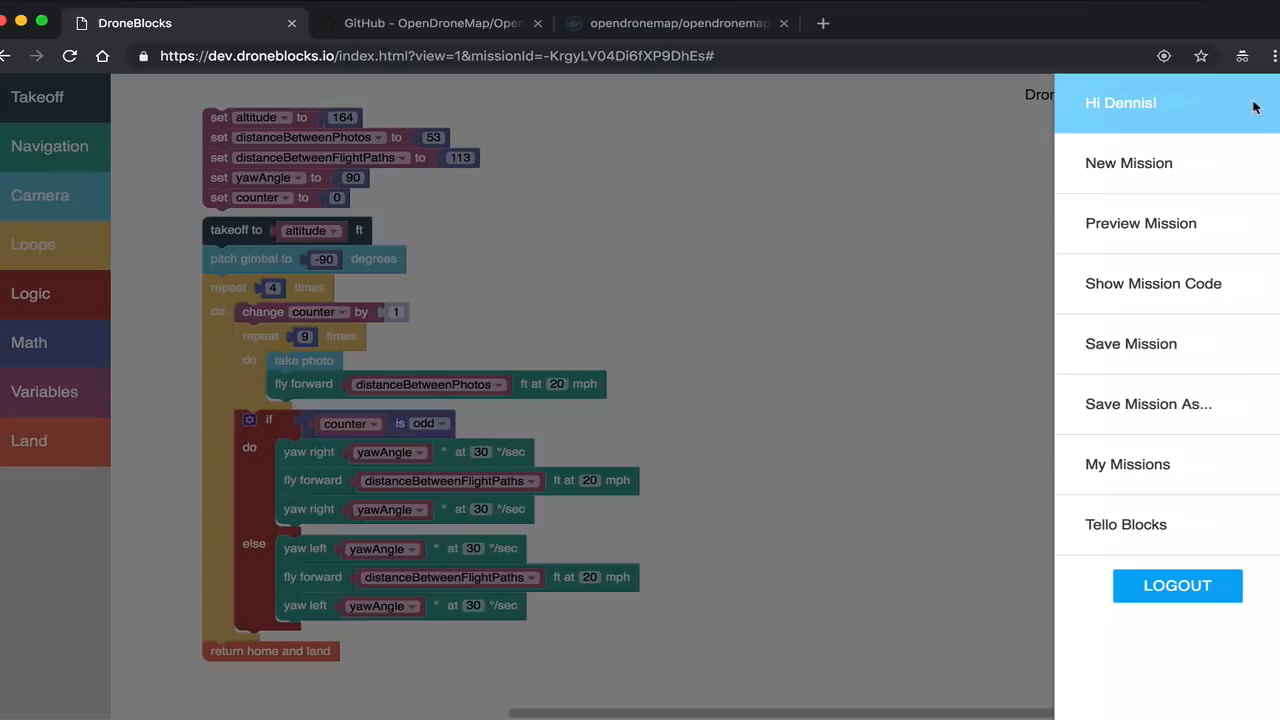 DroneBlocks
GitHub - OpenDroneMap/Open
opendronemap/opendronemap
https://dev.droneblocks.io/index.html?view=1&missionId=-KrgyLV04Di6fXP9DhEs#
Takeoff
Navigation
Camera
Loops
Logic
Math
Variables
Land
Dron
set altitude to 164
set distanceBetweenPhotos to 53
set distanceBetweenFlightPaths to 113
set yawAngle to 90
set counter to 0
takeoff to altitude ft
pitch gimbal to -90 degrees
repeat 4 times
do change counter by 1
repeat 9 times
do take photo
fly forward distanceBetweenPhotos ft at 20 mph
if counter is odd
do yaw right yawAngle ° at 30 °/sec
fly forward distanceBetweenFlightPaths ft at 20 mph
yaw right yawAngle ° at 30 °/sec
else yaw left yawAngle ° at 30 °/sec
fly forward distanceBetweenFlightPaths ft at 20 mph
yaw left yawAngle ° at 30 °/sec
return home and land
Hi Dennis!
New Mission
Preview Mission
Show Mission Code
Save Mission
Save Mission As...
My Missions
Tello Blocks
LOGOUT